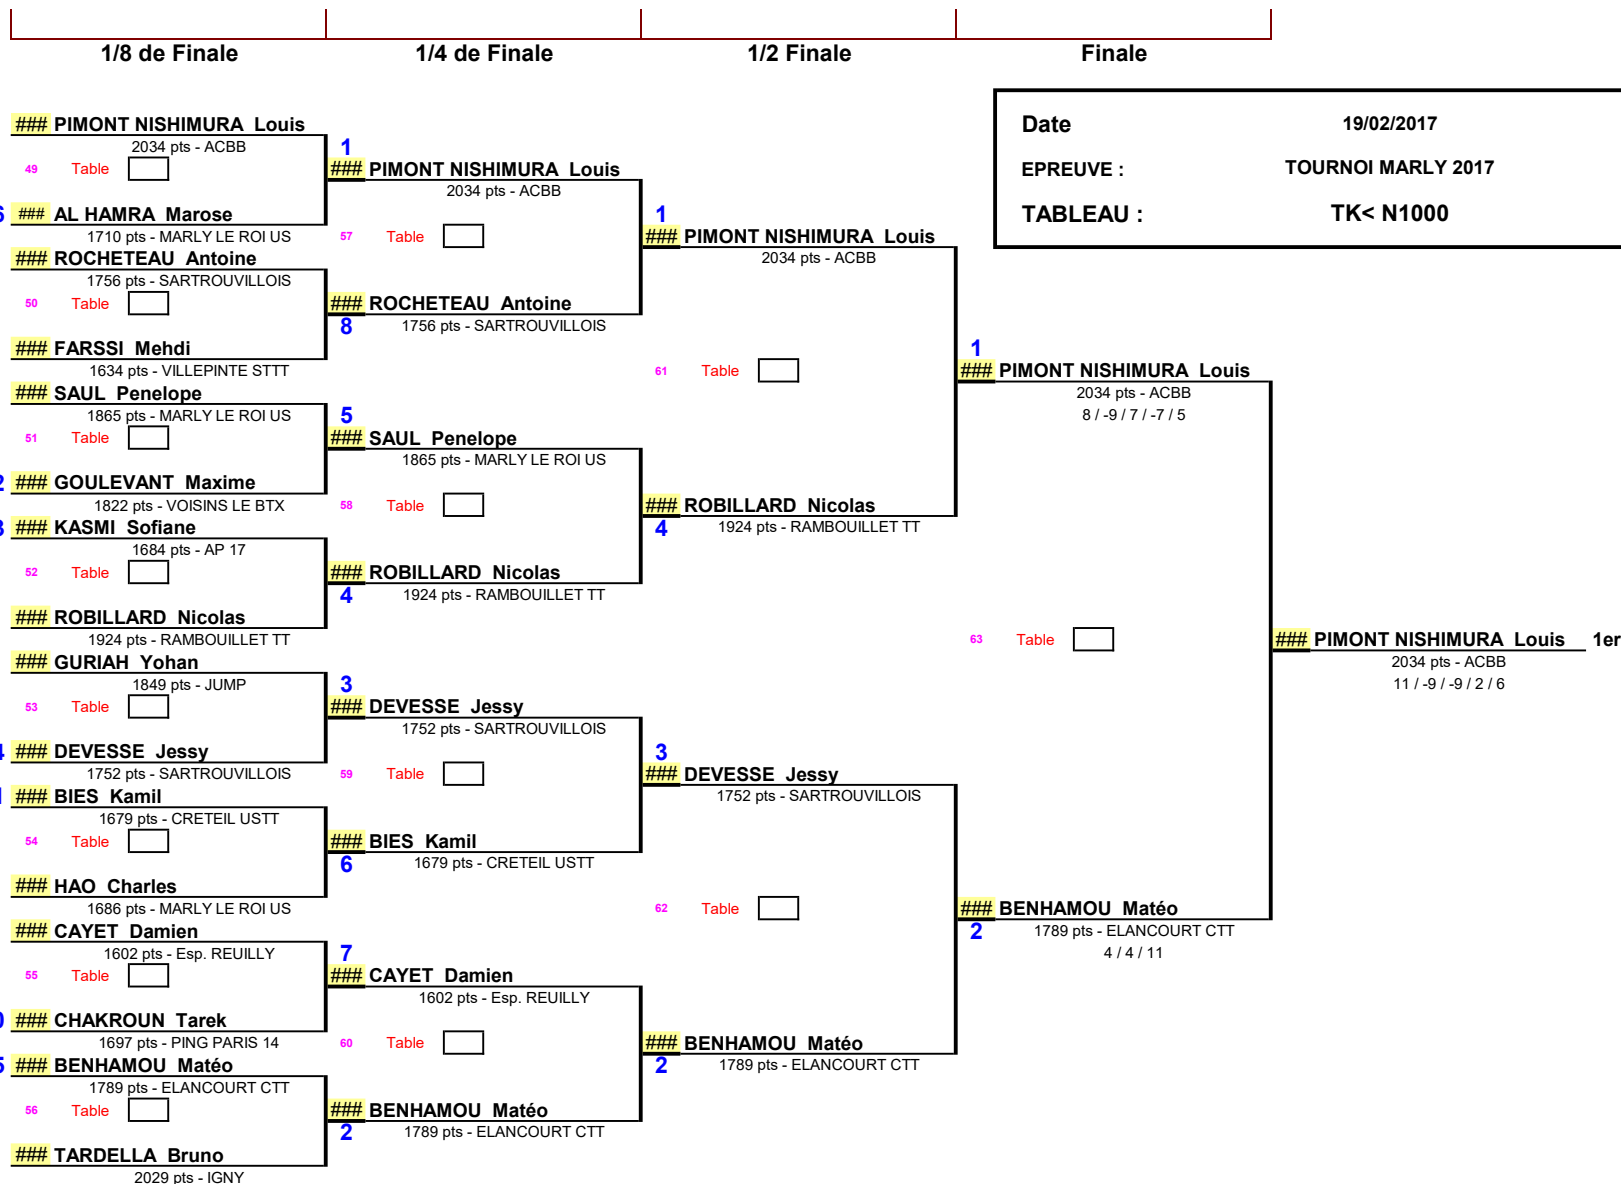 1/8 de Finale
1/4 de Finale
1/2 Finale
Finale
Date 19/02/2017
EPREUVE : TOURNOI MARLY 2017
TABLEAU : TK< N1000
### PIMONT NISHIMURA Louis
2034 pts - ACBB
49 Table
### AL HAMRA Marose
1710 pts - MARLY LE ROI US
### ROCHETEAU Antoine
1756 pts - SARTROUVILLOIS
50 Table
### FARSSI Mehdi
1634 pts - VILLEPINTE STTT
### SAUL Penelope
1865 pts - MARLY LE ROI US
51 Table
### GOULEVANT Maxime
1822 pts - VOISINS LE BTX
### KASMI Sofiane
1684 pts - AP 17
52 Table
### ROBILLARD Nicolas
1924 pts - RAMBOUILLET TT
### GURIAH Yohan
1849 pts - JUMP
53 Table
### DEVESSE Jessy
1752 pts - SARTROUVILLOIS
### BIES Kamil
1679 pts - CRETEIL USTT
54 Table
### HAO Charles
1686 pts - MARLY LE ROI US
### CAYET Damien
1602 pts - Esp. REUILLY
55 Table
### CHAKROUN Tarek
1697 pts - PING PARIS 14
### BENHAMOU Matéo
1789 pts - ELANCOURT CTT
56 Table
### TARDELLA Bruno
2029 pts - IGNY
1
### PIMONT NISHIMURA Louis
2034 pts - ACBB
57 Table
### ROCHETEAU Antoine
8 1756 pts - SARTROUVILLOIS
5
### SAUL Penelope
1865 pts - MARLY LE ROI US
58 Table
### ROBILLARD Nicolas
4 1924 pts - RAMBOUILLET TT
3
### DEVESSE Jessy
1752 pts - SARTROUVILLOIS
59 Table
### BIES Kamil
6 1679 pts - CRETEIL USTT
7
### CAYET Damien
1602 pts - Esp. REUILLY
60 Table
### BENHAMOU Matéo
2 1789 pts - ELANCOURT CTT
1
### PIMONT NISHIMURA Louis
2034 pts - ACBB
61 Table
### ROBILLARD Nicolas
4 1924 pts - RAMBOUILLET TT
3
### DEVESSE Jessy
1752 pts - SARTROUVILLOIS
62 Table
### BENHAMOU Matéo
2 1789 pts - ELANCOURT CTT
1
### PIMONT NISHIMURA Louis
2034 pts - ACBB
8 / -9 / 7 / -7 / 5
63 Table
### BENHAMOU Matéo
2 1789 pts - ELANCOURT CTT
4 / 4 / 11
### PIMONT NISHIMURA Louis 1er
2034 pts - ACBB
11 / -9 / -9 / 2 / 6